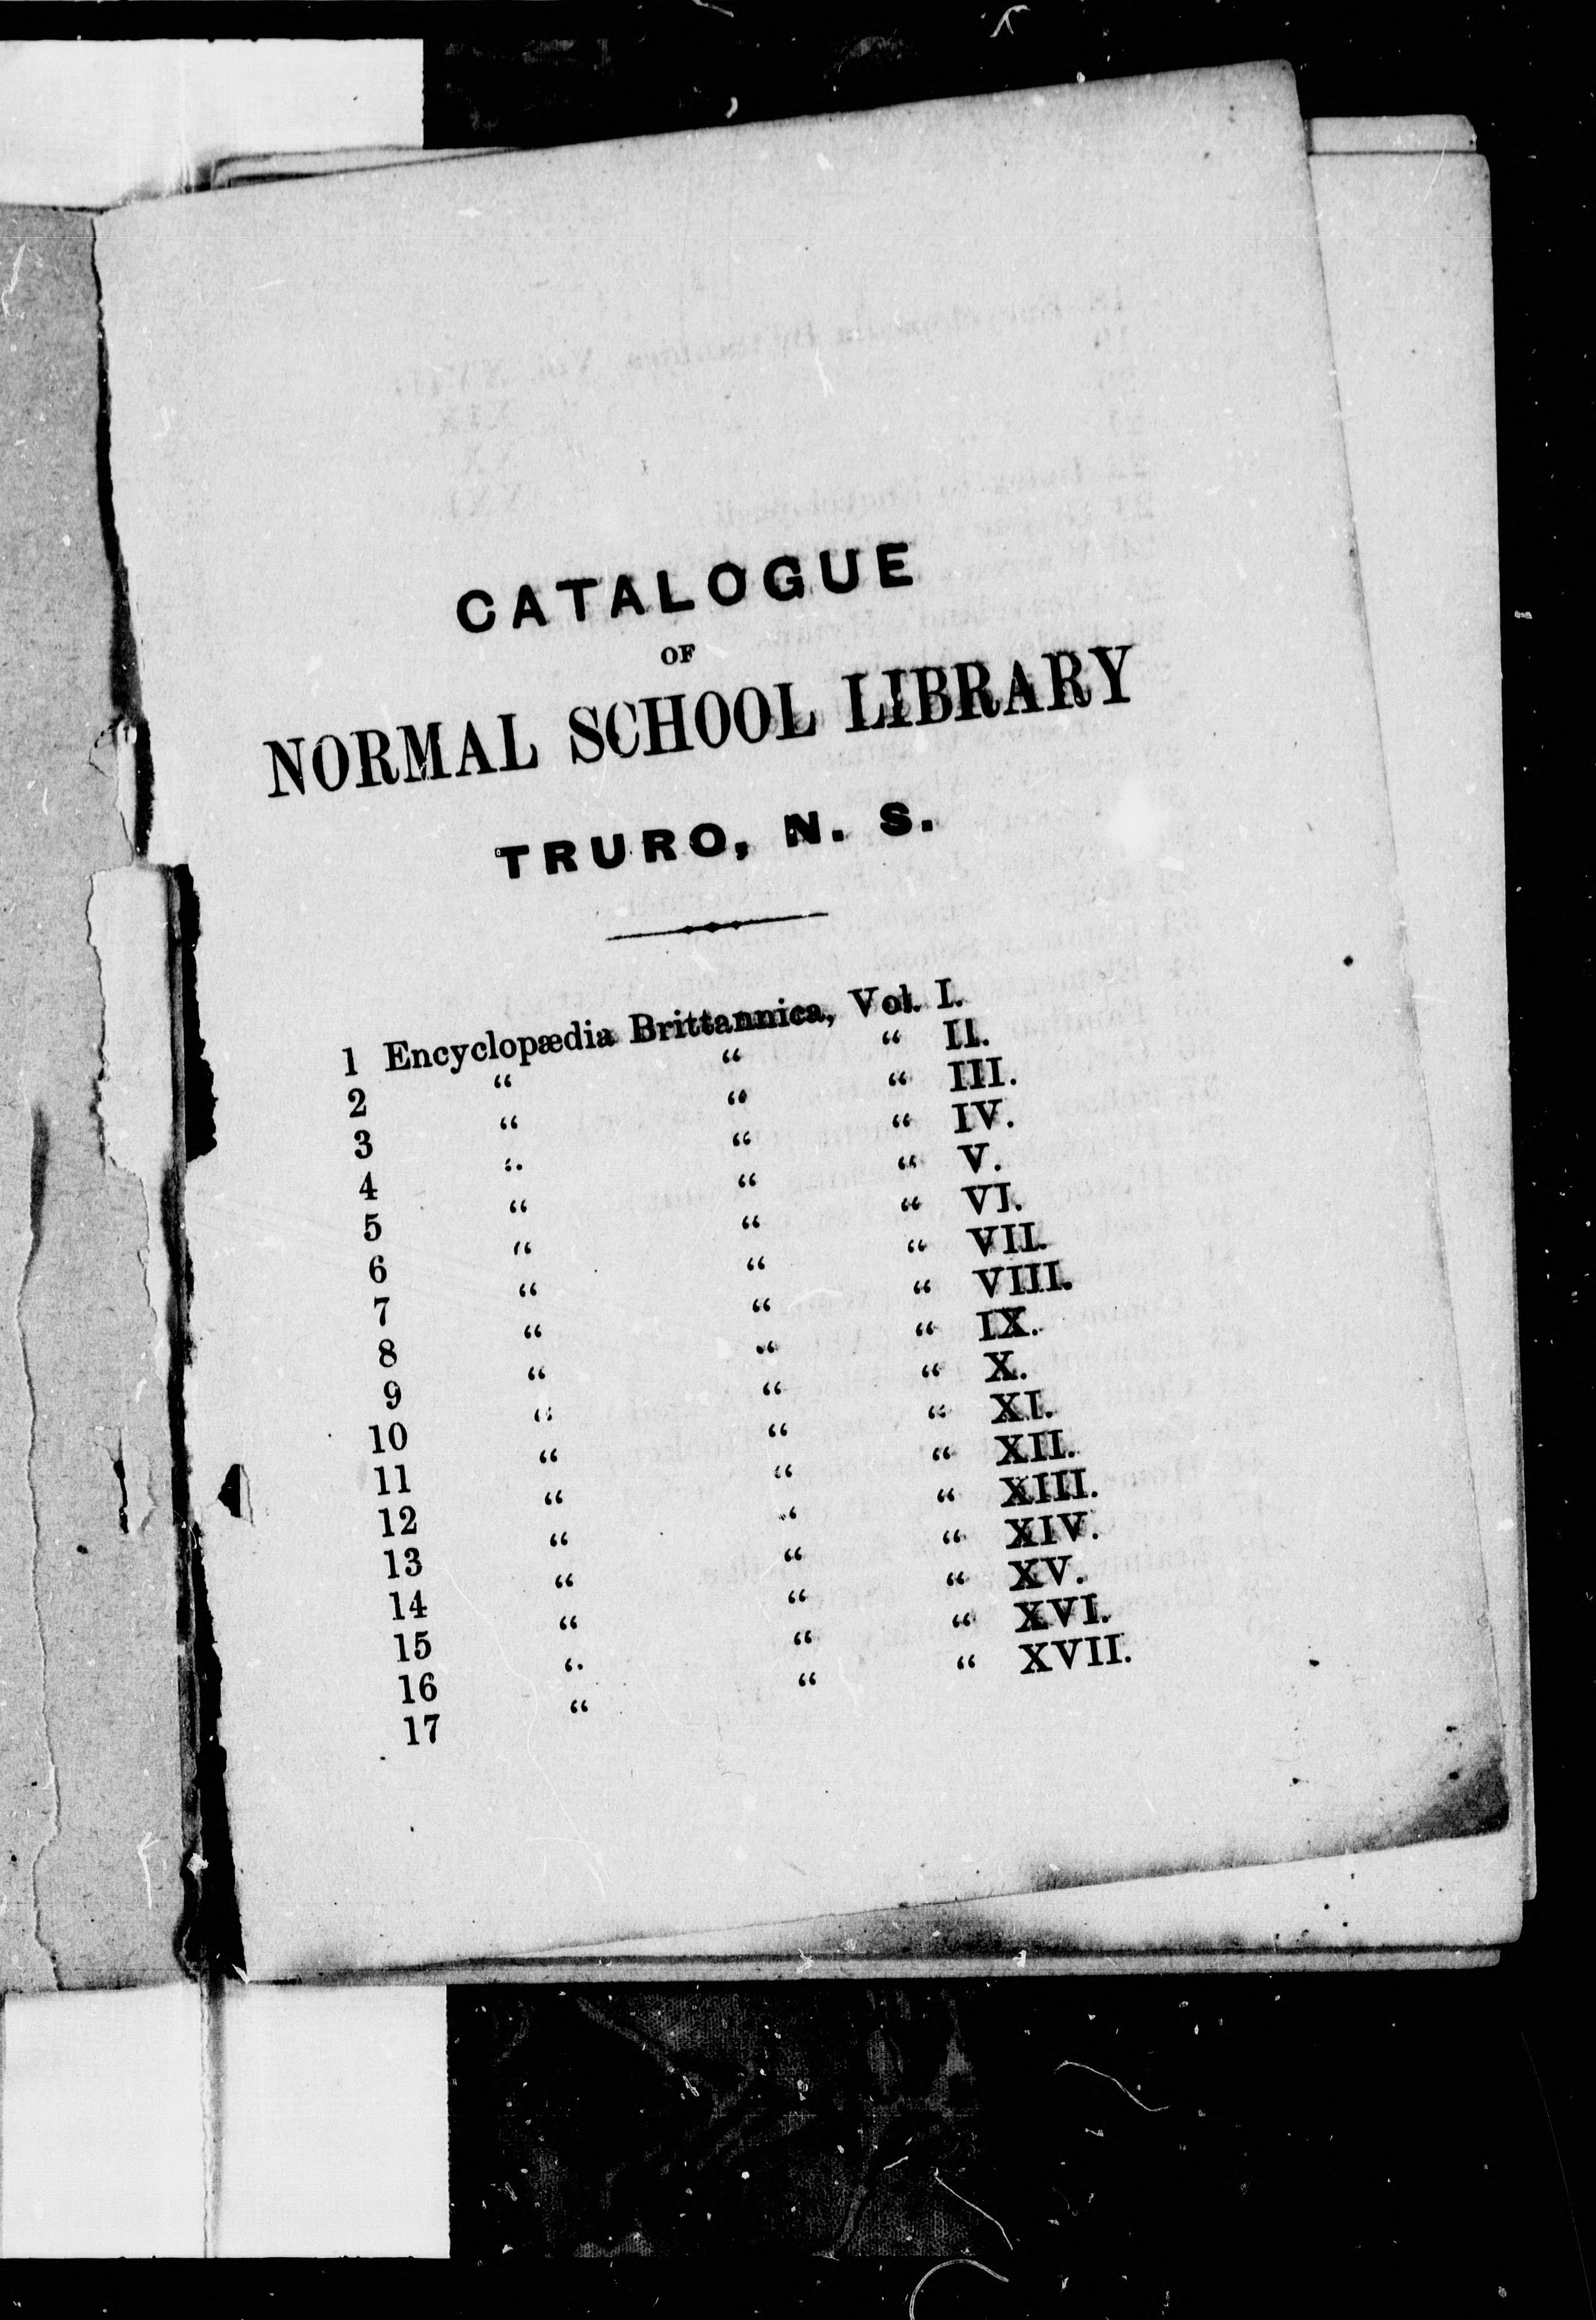 CATALOGUE
OF
NORMAL SCHOOL LIBRARY
TRURO, N. S.
1 Encyclopædia Brittannica, Vol. I.
2 “ “ “ II.
3 “ “ “ III.
4 “ “ “ IV.
5 “ “ “ V.
6 “ “ “ VI.
7 “ “ “ VII.
8 “ “ “ VIII.
9 “ “ “ IX.
10 “ “ “ X.
11 “ “ “ XI.
12 “ “ “ XII.
13 “ “ “ XIII.
14 “ “ “ XIV.
15 “ “ “ XV.
16 “ “ “ XVI.
17 “ “ “ XVII.